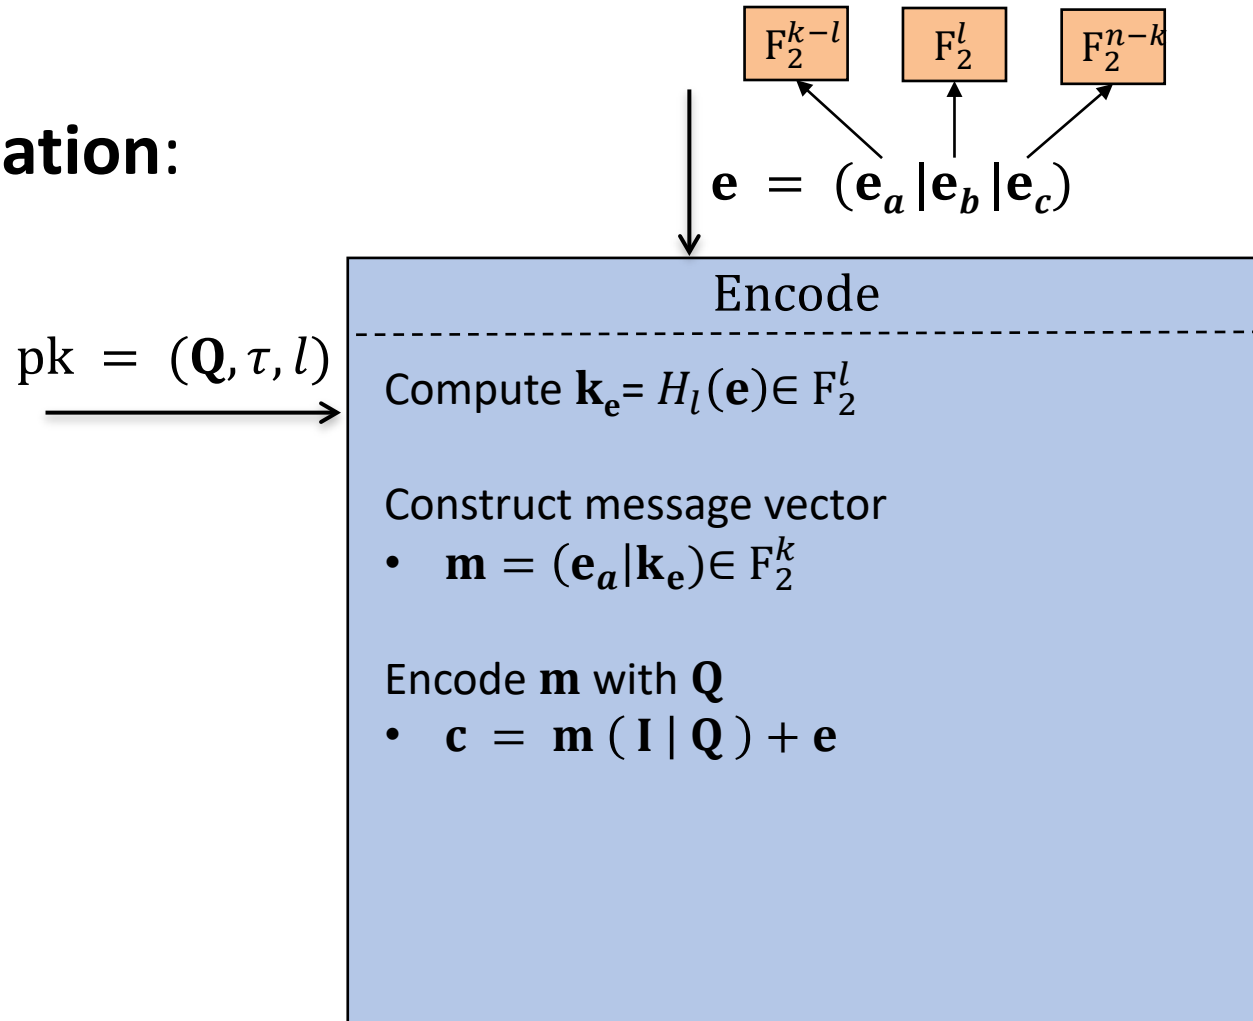 F₂^{k−l} F₂^{l} F₂^{n−k}
ation:
e = (e_a |e_b |e_c)
Encode
pk = (Q, τ, l)
Compute k_e= H_l(e)∈ F₂^{l}
Construct message vector
• m = (e_a|k_e)∈ F₂^{k}
Encode m with Q
• c = m ( I | Q ) + e